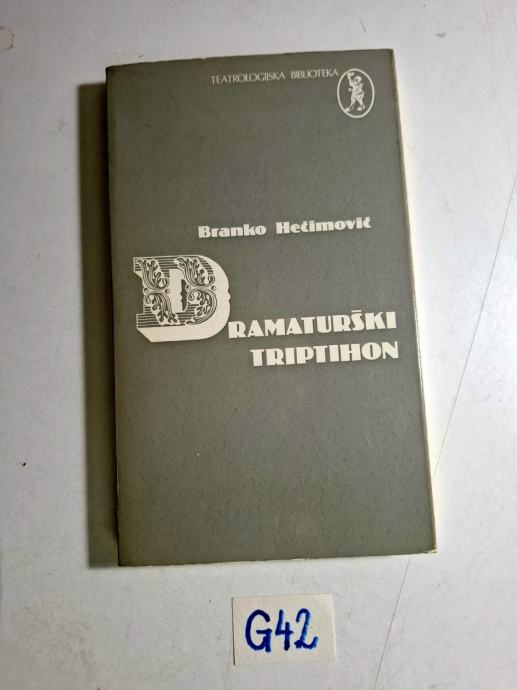 TEATROLOGIJSKA BIBLIOTEKA
Branko Hećimović
DRAMATURŠKI
TRIPTIHON
G42